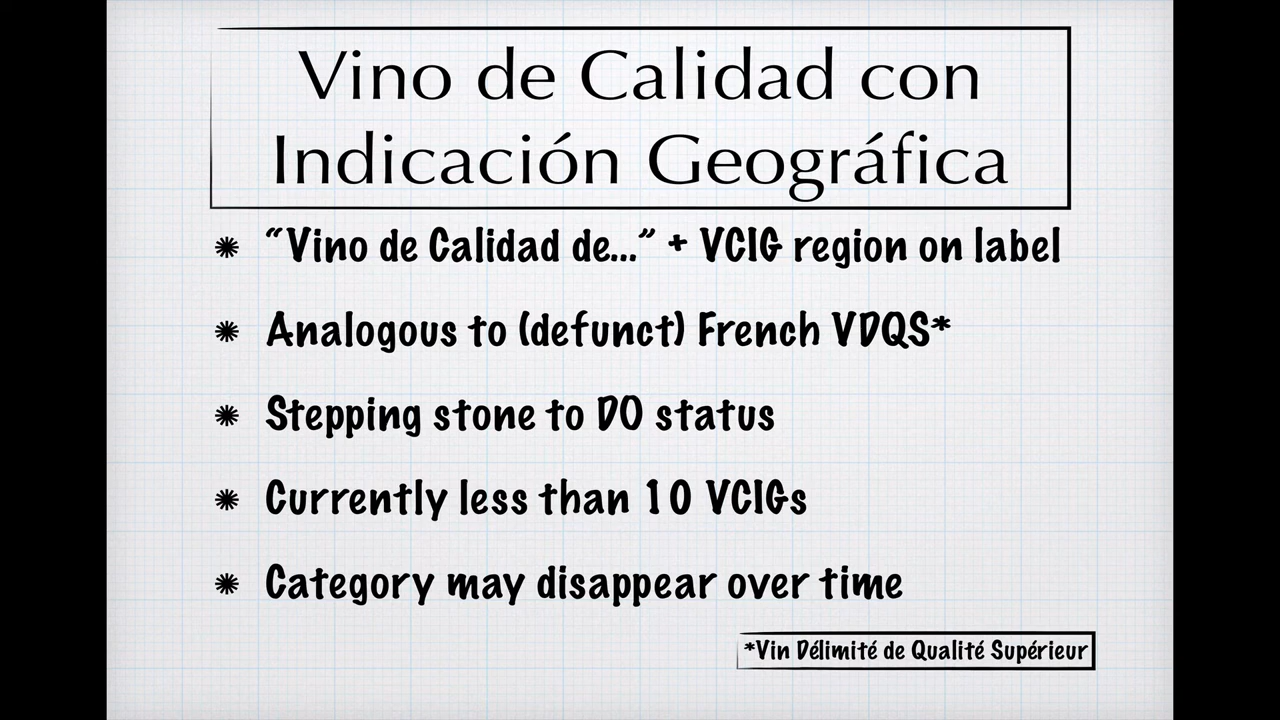 Vino de Calidad con
Indicación Geográfica
“Vino de Calidad de...” + VCIG region on label
Analogous to (defunct) French VDQS*
Stepping stone to DO status
Currently less than 10 VCIGs
Category may disappear over time
*Vin Délimité de Qualité Supérieur